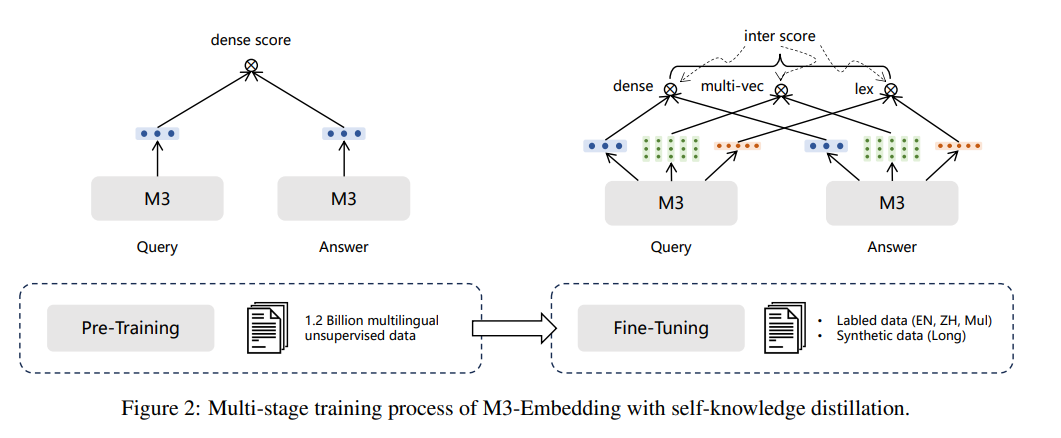 dense score
M3
M3
Query
Answer
inter score
dense
multi-vec
lex
M3
M3
Query
Answer
Pre-Training
1.2 Billion multilingual
unsupervised data
Fine-Tuning
• Labled data (EN, ZH, Mul)
• Synthetic data (Long)
Figure 2: Multi-stage training process of M3-Embedding with self-knowledge distillation.